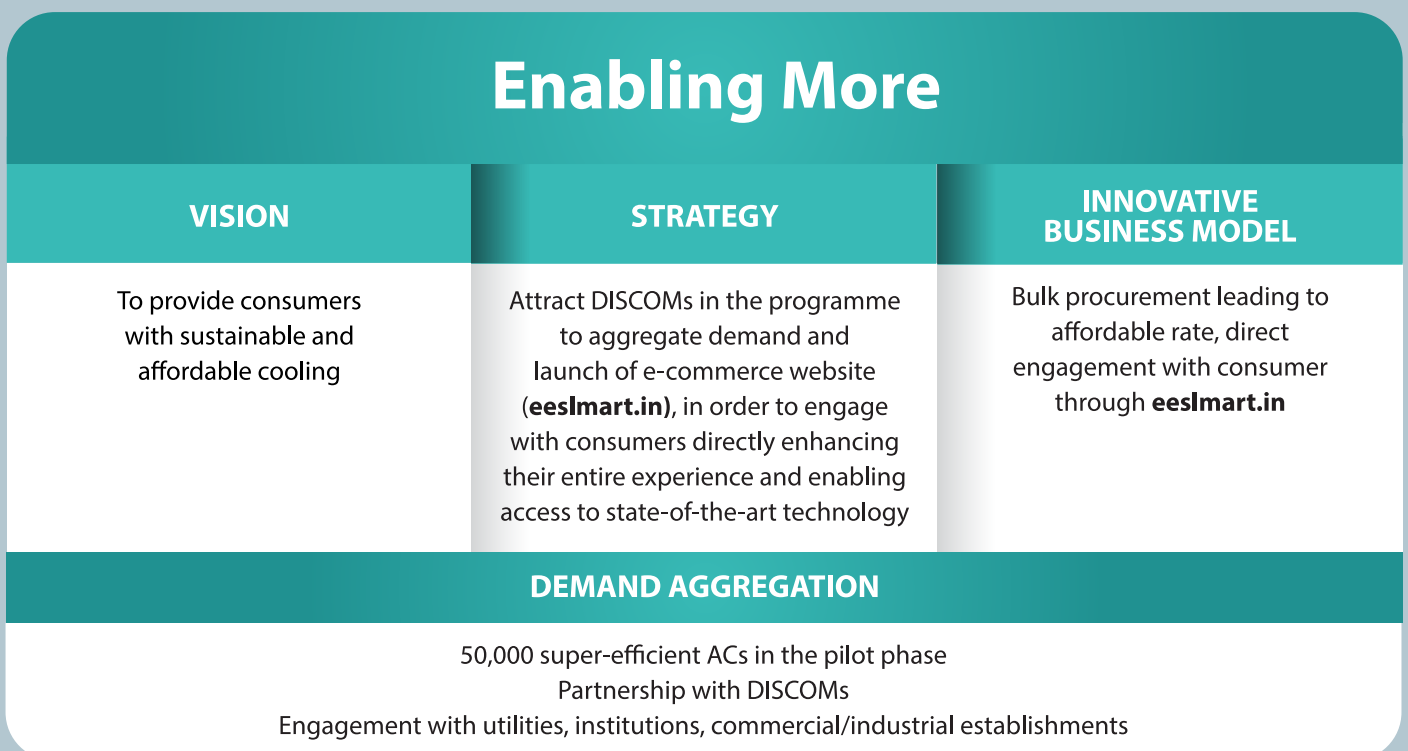 Enabling More
VISION
To provide consumers
with sustainable and
affordable cooling
STRATEGY
Attract DISCOMs in the programme
to aggregate demand and
launch of e-commerce website
(eeslmart.in), in order to engage
with consumers directly enhancing
their entire experience and enabling
access to state-of-the-art technology
INNOVATIVE
BUSINESS MODEL
Bulk procurement leading to
affordable rate, direct
engagement with consumer
through eeslmart.in
DEMAND AGGREGATION
50,000 super-efficient ACs in the pilot phase
Partnership with DISCOMs
Engagement with utilities, institutions, commercial/industrial establishments